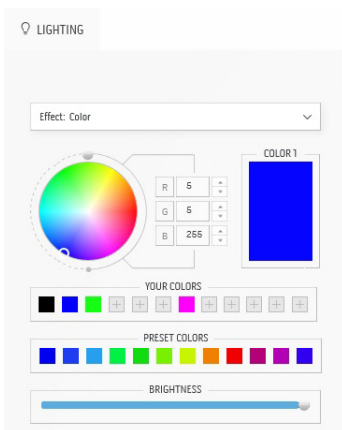 LIGHTING
Effect: Color
COLOR 1
R 5
G 5
B 255
YOUR COLORS
PRESET COLORS
BRIGHTNESS